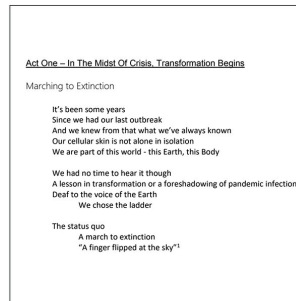 Act One – In The Midst Of Crisis, Transformation Begins
Marching to Extinction
It's been some years
Since we had our last outbreak
And we knew from that what we've always known
Our cellular skin is not alone in isolation
We are part of this world - this Earth, this Body
We had no time to hear it though
A lesson in transformation or a foreshadowing of pandemic infection
Deaf to the voice of the Earth
We chose the ladder
The status quo
A march to extinction
"A finger flipped at the sky"¹